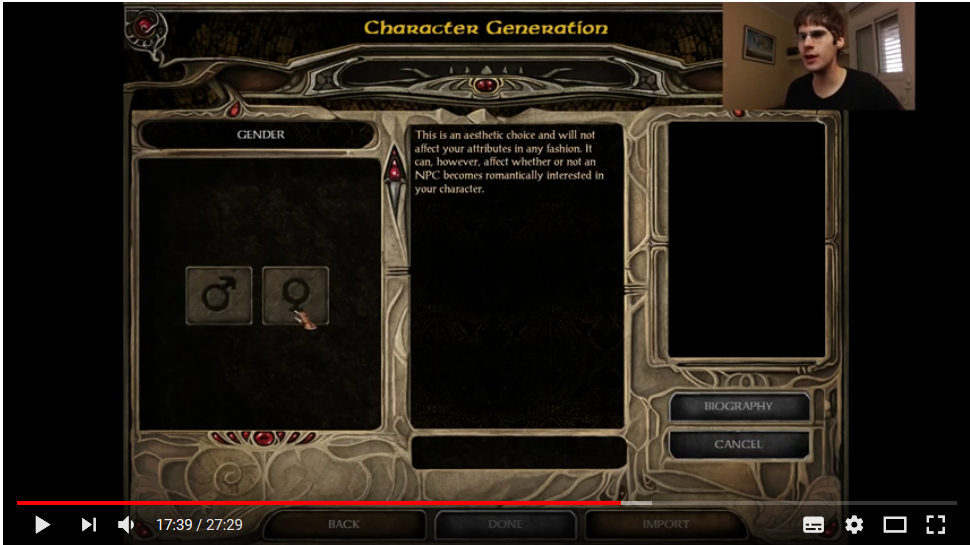 Character Generation
GENDER
This is an aesthetic choice and will not
affect your attributes in any fashion. It
can, however, affect whether or not an
NPC becomes romantically interested in
your character.
BIOGRAPHY
CANCEL
17:39 / 27:29
BACK
DONE
IMPORT